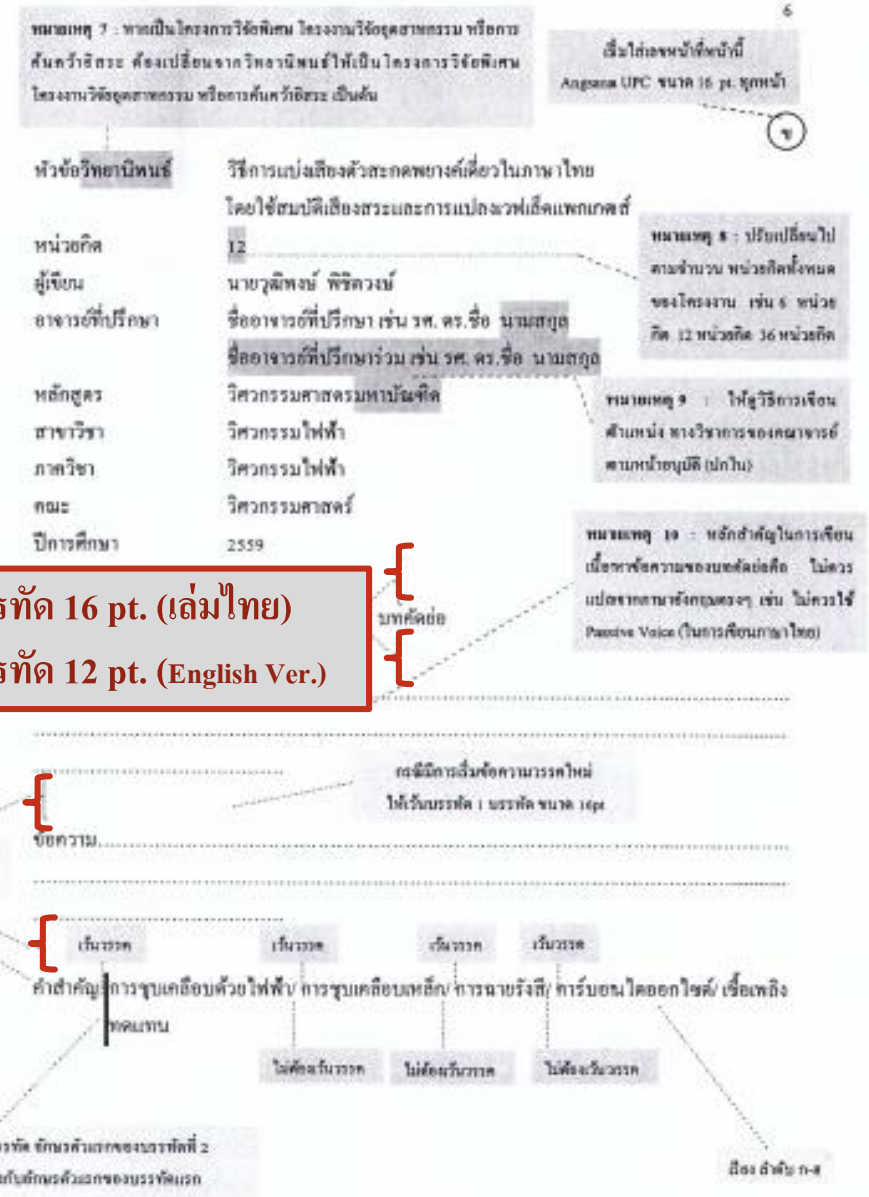 6
หมายเหตุ 7 : หากเป็นโครงการวิจัยพิเศษ โครงงานวิจัยอุตสาหกรรม หรือการ
ค้นคว้าอิสระ ต้องเปลี่ยนจากวิทยานิพนธ์ให้เป็นโครงการวิจัยพิเศษ
โครงงานวิจัยอุตสาหกรรม หรือการค้นคว้าอิสระ เป็นต้น
เริ่มใส่เลขหน้าที่หน้านี้
Angsana UPC ขนาด 16 pt. ทุกหน้า
ข
หัวข้อวิทยานิพนธ์ วิธีการแบ่งเสียงตัวสะกดพยางค์เดี่ยวในภาษาไทย
โดยใช้สมบัติเสียงสระและการแปลงเวฟเล็ตแพกเกตส์
หน่วยกิต 12
ผู้เขียน นายวุฒิพงษ์ พิชิตวงษ์
อาจารย์ที่ปรึกษา ชื่ออาจารย์ที่ปรึกษา เช่น รศ. ดร.ชื่อ นามสกุล
ชื่ออาจารย์ที่ปรึกษาร่วม เช่น รศ. ดร.ชื่อ นามสกุล
หลักสูตร วิศวกรรมศาสตรมหาบัณฑิต
สาขาวิชา วิศวกรรมไฟฟ้า
ภาควิชา วิศวกรรมไฟฟ้า
คณะ วิศวกรรมศาสตร์
ปีการศึกษา 2559
หมายเหตุ 8 : ปรับเปลี่ยนไป
ตามจำนวน หน่วยกิตทั้งหมด
ของโครงงาน เช่น 6 หน่วย
กิต 12 หน่วยกิต 36 หน่วยกิต
หมายเหตุ 9 : ให้ดูวิธีการเขียน
ตำแหน่ง ทางวิชาการของคณาจารย์
ตามหน้าอนุมัติ (ปกใน)
หมายเหตุ 10 : หลักสำคัญในการเขียน
เนื้อหาข้อความของบทคัดย่อคือ ไม่ควร
แปลจากภาษาอังกฤษตรงๆ เช่น ไม่ควรใช้
Passive Voice (ในการเขียนภาษาไทย)
รทัด 16 pt. (เล่มไทย)
รทัด 12 pt. (English Ver.)
บทคัดย่อ
กรณีมีการเริ่มข้อความวรรคใหม่
ให้เว้นบรรทัด 1 บรรทัด ขนาด 16pt
ข้อความ
เว้นวรรค เว้นวรรค เว้นวรรค เว้นวรรค
คำสำคัญ: การชุบเคลือบด้วยไฟฟ้า/ การชุบเคลือบเหล็ก/ การฉายรังสี/ คาร์บอนไดออกไซด์/ เชื้อเพลิง
ทดแทน
ไม่ต้องเว้นวรรค ไม่ต้องเว้นวรรค ไม่ต้องเว้นวรรค
รทัด อักษรตัวแรกของบรรทัดที่ 2
กับอักษรตัวแรกของบรรทัดแรก
เรียง ลำดับ ก-ฮ